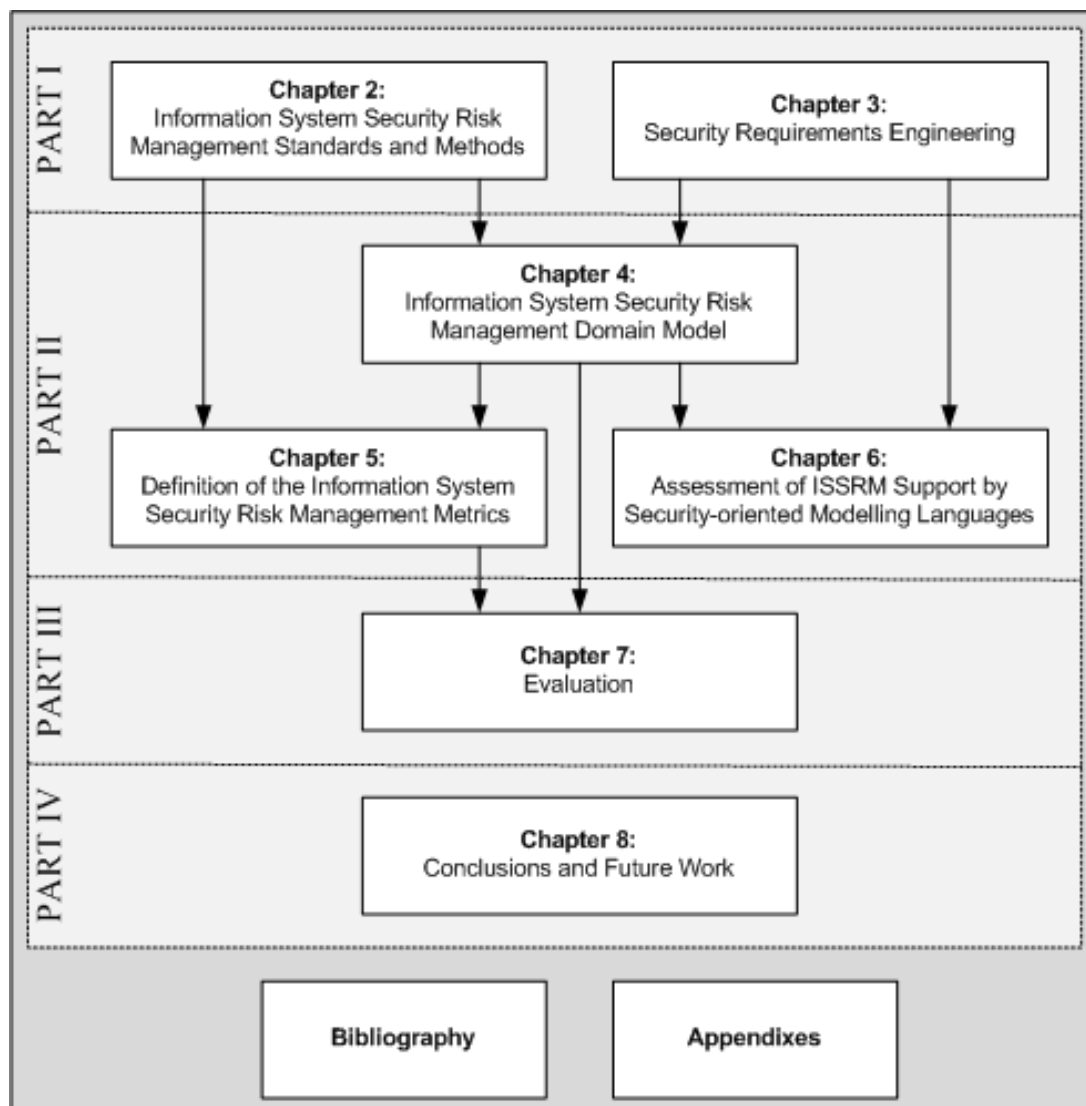 PART I
Chapter 2:
Information System Security Risk
Management Standards and Methods
Chapter 3:
Security Requirements Engineering
PART II
Chapter 4:
Information System Security Risk
Management Domain Model
Chapter 5:
Definition of the Information System
Security Risk Management Metrics
Chapter 6:
Assessment of ISSRM Support by
Security-oriented Modelling Languages
PART III
Chapter 7:
Evaluation
PART IV
Chapter 8:
Conclusions and Future Work
Bibliography
Appendixes